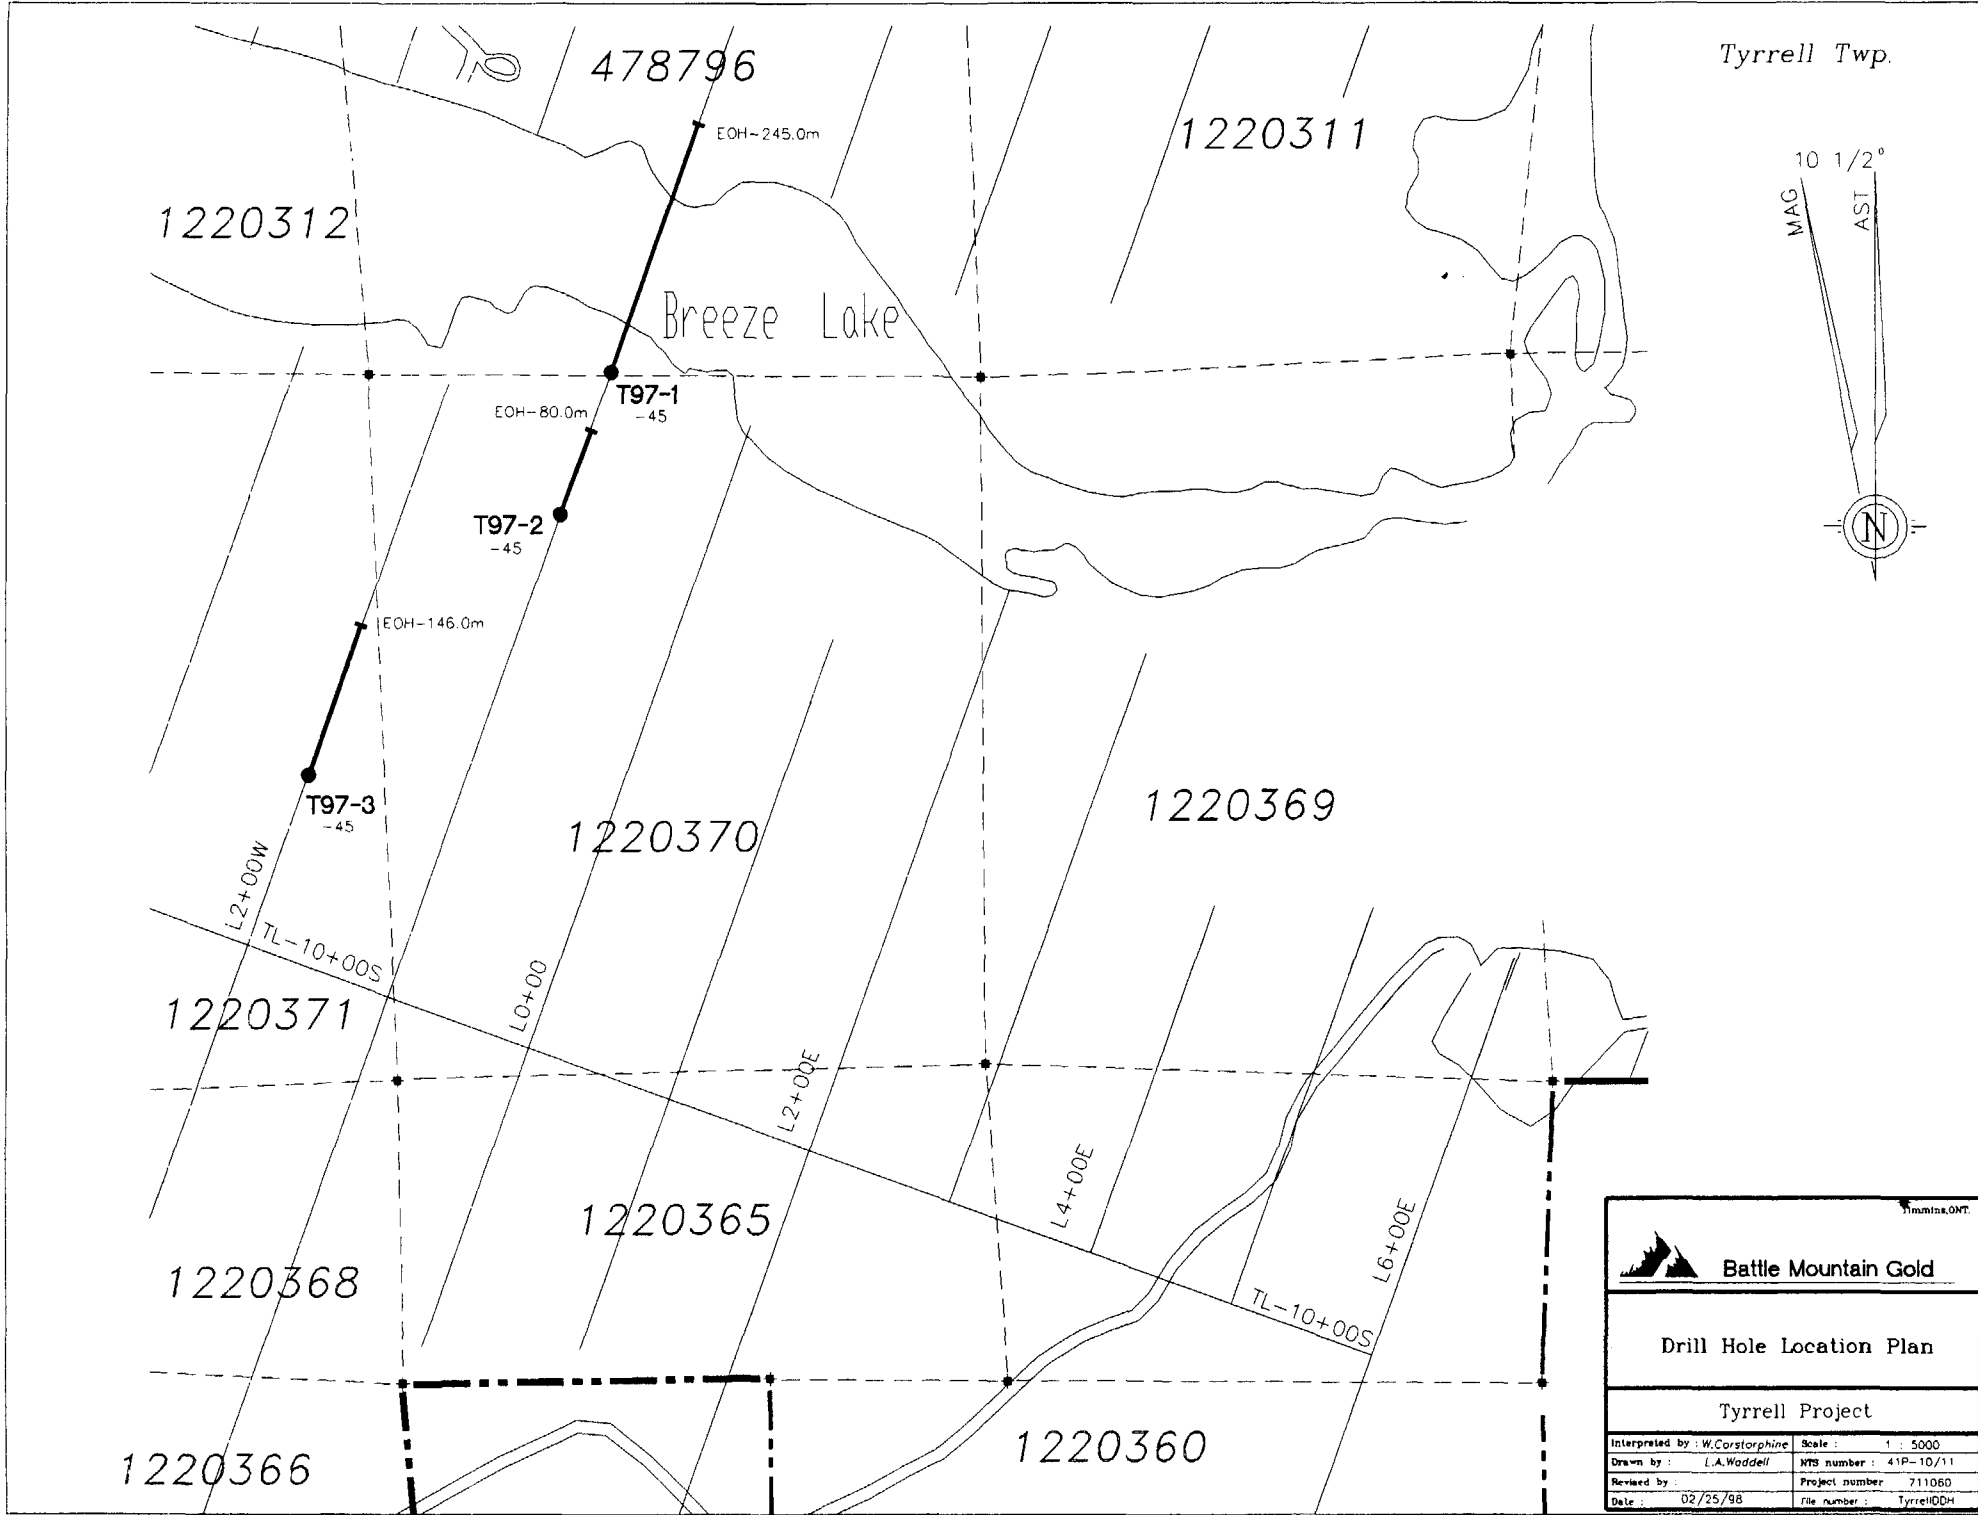 Tyrrell Twp.
478796
EOH-245.0m
1220311
10 1/2°
MAG
AST
1220312
Breeze Lake
T97-1
-45
EOH-80.0m
T97-2
-45
N
EOH-146.0m
T97-3
-45
1220370
1220369
L2+00W
TL-10+00S
L0+00
1220371
L2+00E
L4+00E
1220365
L6+00E
1220368
TL-10+00S
1220366
1220360
Timmins,ONT.
Battle Mountain Gold
Drill Hole Location Plan
Tyrrell Project
Interpreted by : W.Corstorphine Scale : 1 : 5000
Drawn by : L.A.Waddell NTS number : 41P-10/11
Revised by : Project number 711060
Date : 02/25/98 File number : TyrrellDDH